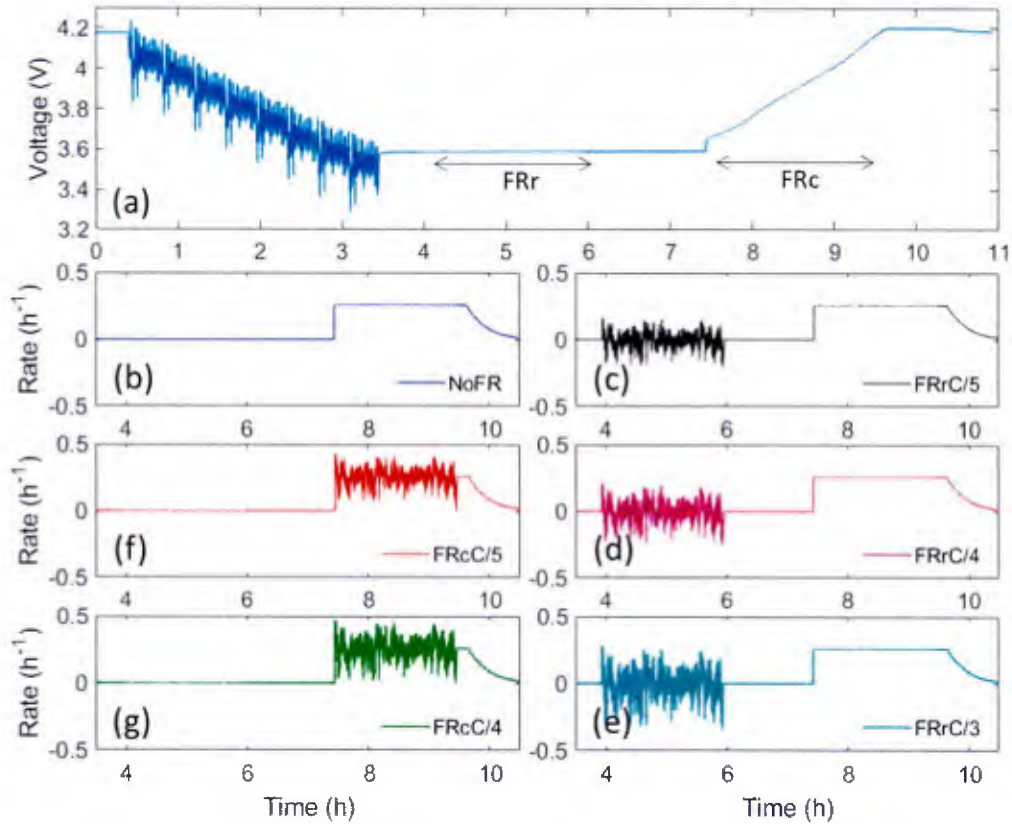 4.2
4
3.8
3.6
3.4
3.2
Voltage (V)
(a)
FRr
FRc
0 1 2 3 4 5 6 7 8 9 10 11
0.5
0
-0.5
Rate (h⁻¹)
(b)
NoFR
4 6 8 10
0.5
0
-0.5
(c)
FRrC/5
4 6 8 10
0.5
0
-0.5
Rate (h⁻¹)
(f)
FRcC/5
4 6 8 10
0.5
0
-0.5
(d)
FRrC/4
4 6 8 10
0.5
0
-0.5
Rate (h⁻¹)
(g)
FRcC/4
4 6 8 10
Time (h)
0.5
0
-0.5
(e)
FRrC/3
4 6 8 10
Time (h)